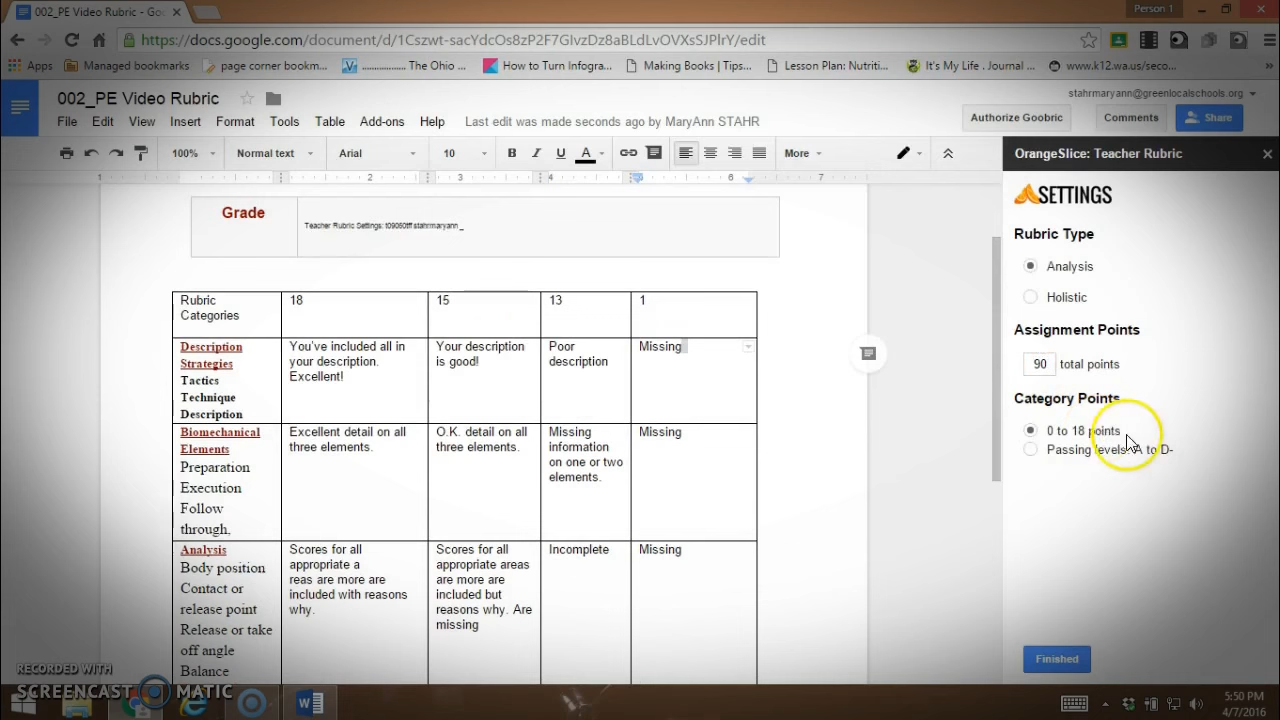 002_PE Video Rubric - Goo
Person 1
https://docs.google.com/document/d/1Cszwt-sacYdcOs8zP2F7GIvzDz8aBLdLvOVXsSJPlrY/edit
Apps Managed bookmarks page corner bookm... .................. The Ohio ... How to Turn Infogra... Making Books | Tips... Lesson Plan: Nutriti... It's My Life . Journal ... www.k12.wa.us/seco...
002_PE Video Rubric
stahrmaryann@greenlocalschools.org
File Edit View Insert Format Tools Table Add-ons Help Last edit was made seconds ago by MaryAnn STAHR
Authorize Goobric Comments Share
100% Normal text Arial 10 B I U A More
OrangeSlice: Teacher Rubric
1 2 3 4 6 7
Grade
Teacher Rubric Settings: t09050fff stahrmaryann _
Rubric Categories
18
15
13
1
Description
Strategies
Tactics
Technique
Description
You've included all in
your description.
Excellent!
Your description
is good!
Poor
description
Missing
Biomechanical
Elements
Preparation
Execution
Follow
through,
Excellent detail on all
three elements.
O.K. detail on all
three elements.
Missing
information
on one or two
elements.
Missing
Analysis
Body position
Contact or
release point
Release or take
off angle
Balance
Scores for all
appropriate a
reas are more are
included with reasons
why.
Scores for all
appropriate areas
are more are
included but
reasons why. Are
missing
Incomplete
Missing
SETTINGS
Rubric Type
Analysis
Holistic
Assignment Points
90 total points
Category Points
0 to 18 points
Passing levels A to D-
Finished
RECORDED WITH
SCREENCAST MATIC
5:50 PM
4/7/2016